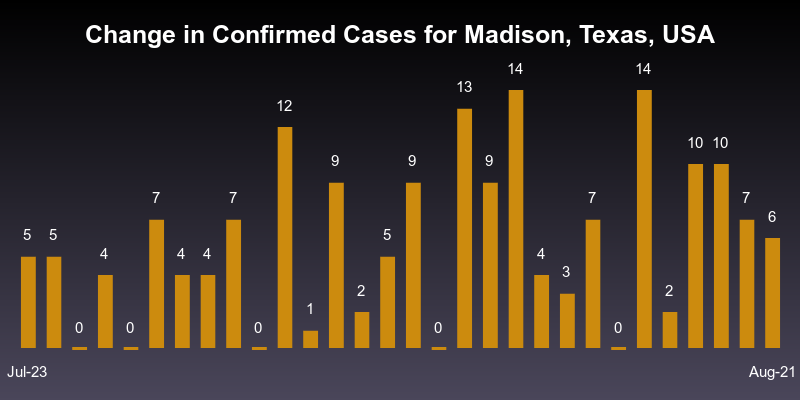 Change in Confirmed Cases for Madison, Texas, USA
5 5 0 4 0 7 4 4 7 0 12 1 9 2 5 9 0 13 9 14 4 3 7 0 14 2 10 10 7 6
Jul-23 Aug-21